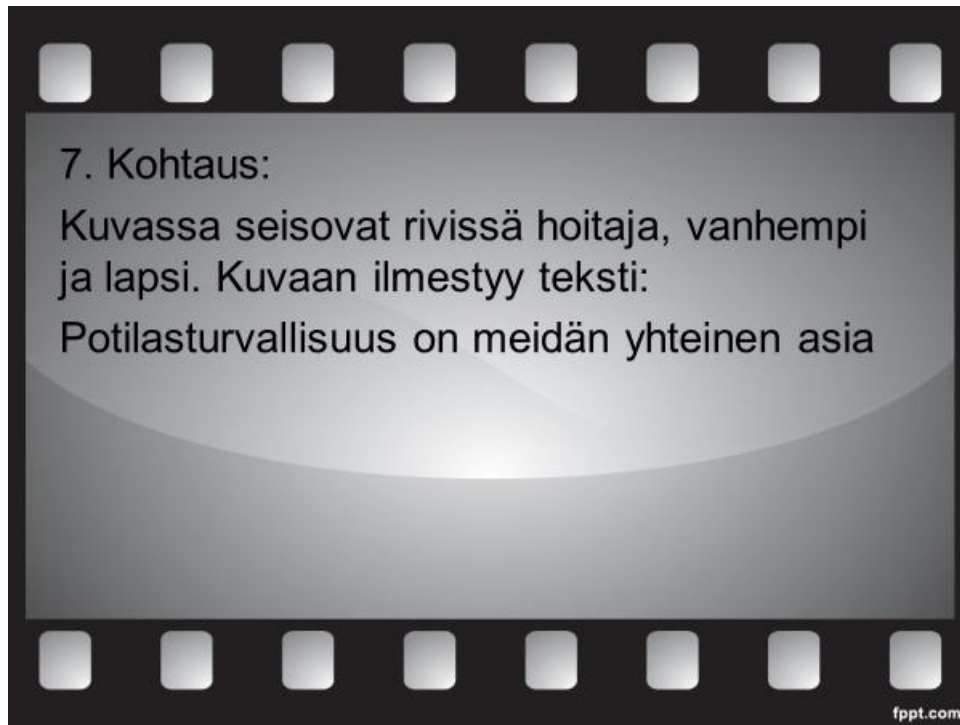 7. Kohtaus:
Kuvassa seisovat rivissä hoitaja, vanhempi
ja lapsi. Kuvaan ilmestyy teksti:
Potilasturvallisuus on meidän yhteinen asia
fppt.com